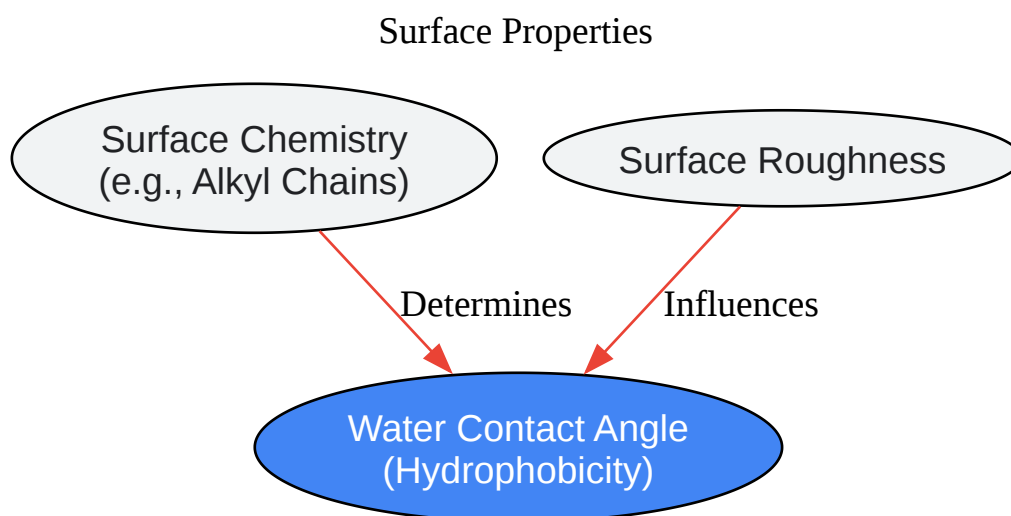 Surface Properties
Surface Chemistry
(e.g., Alkyl Chains)
Surface Roughness
Determines
Influences
Water Contact Angle
(Hydrophobicity)